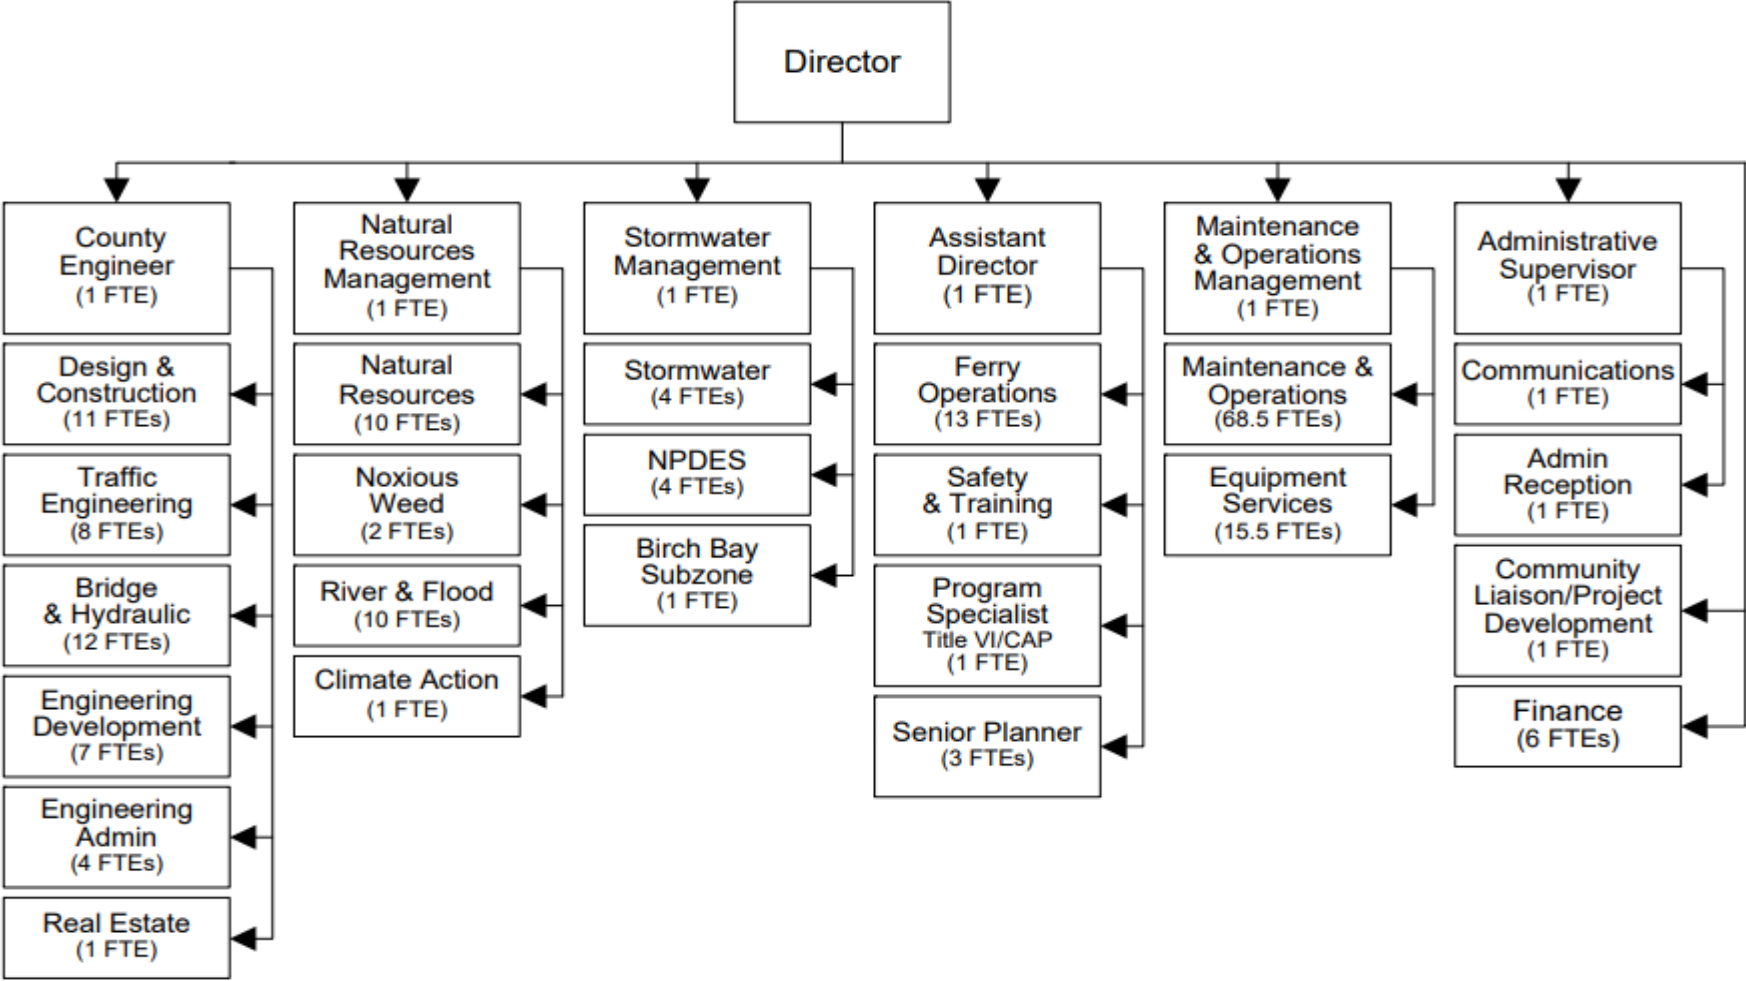 Director
County
Engineer
(1 FTE)
Design &
Construction
(11 FTEs)
Traffic
Engineering
(8 FTEs)
Bridge
& Hydraulic
(12 FTEs)
Engineering
Development
(7 FTEs)
Engineering
Admin
(4 FTEs)
Real Estate
(1 FTE)
Natural
Resources
Management
(1 FTE)
Natural
Resources
(10 FTEs)
Noxious
Weed
(2 FTEs)
River & Flood
(10 FTEs)
Climate Action
(1 FTE)
Stormwater
Management
(1 FTE)
Stormwater
(4 FTEs)
NPDES
(4 FTEs)
Birch Bay
Subzone
(1 FTE)
Assistant
Director
(1 FTE)
Ferry
Operations
(13 FTEs)
Safety
& Training
(1 FTE)
Program
Specialist
Title VI/CAP
(1 FTE)
Senior Planner
(3 FTEs)
Maintenance
& Operations
Management
(1 FTE)
Maintenance &
Operations
(68.5 FTEs)
Equipment
Services
(15.5 FTEs)
Administrative
Supervisor
(1 FTE)
Communications
(1 FTE)
Admin
Reception
(1 FTE)
Community
Liaison/Project
Development
(1 FTE)
Finance
(6 FTEs)